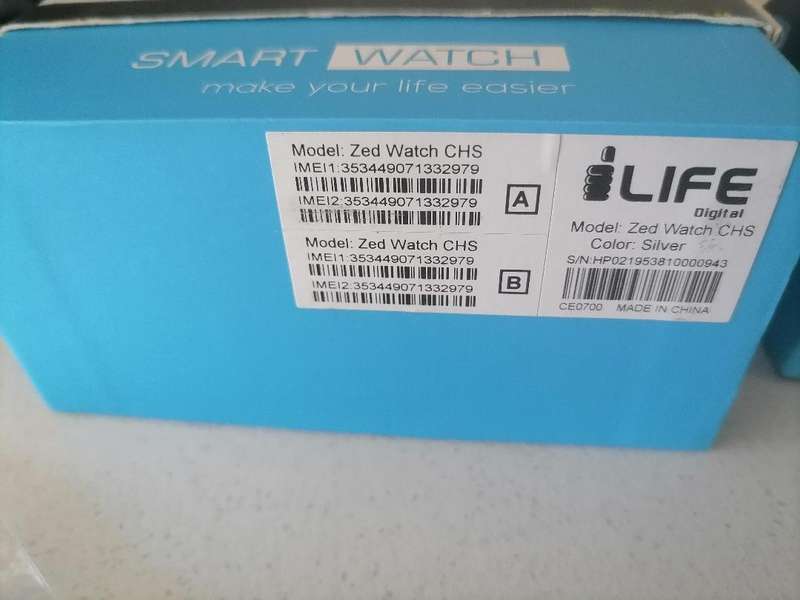 SMART WATCH
make your life easier
Model: Zed Watch CHS
IMEI1:353449071332979
IMEI2:353449071332979
A
Model: Zed Watch CHS
IMEI1:353449071332979
IMEI2:353449071332979
B
iLIFE
Digital
Model: Zed Watch CHS
Color: Silver
S/N:HP021953810000943
CE0700 MADE IN CHINA